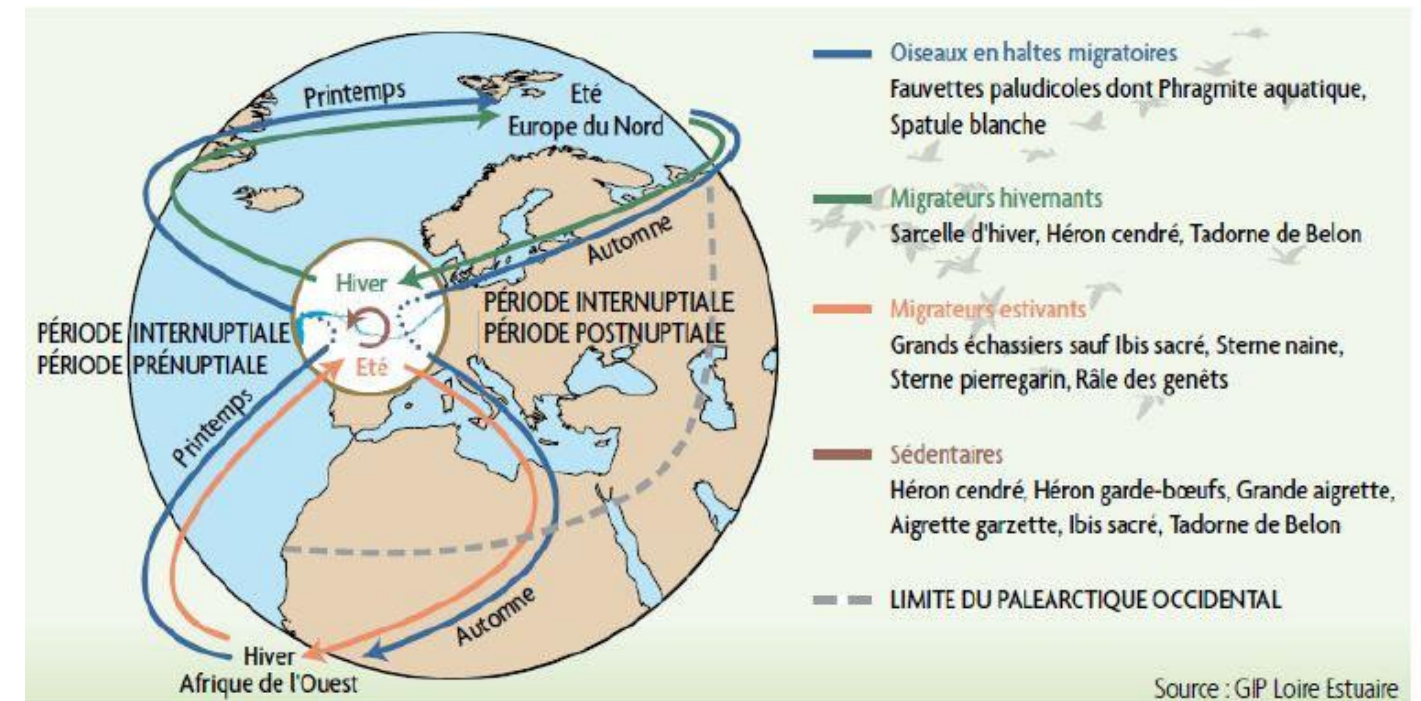 Printemps
Eté
Europe du Nord
Automne
Hiver
PÉRIODE INTERNUPTIALE
PÉRIODE POSTNUPTIALE
PÉRIODE INTERNUPTIALE
PÉRIODE PRÉNUPTIALE
Eté
Printemps
Automne
Hiver
Afrique de l'Ouest
Oiseaux en haltes migratoires
Fauvettes paludicoles dont Phragmite aquatique,
Spatule blanche
Migrateurs hivernants
Sarcelle d'hiver, Héron cendré, Tadorne de Belon
Migrateurs estivants
Grands échassiers sauf Ibis sacré, Sterne naine,
Sterne pierregarin, Râle des genêts
Sédentaires
Héron cendré, Héron garde-bœufs, Grande aigrette,
Aigrette garzette, Ibis sacré, Tadorne de Belon
LIMITE DU PALEARCTIQUE OCCIDENTAL
Source : GIP Loire Estuaire